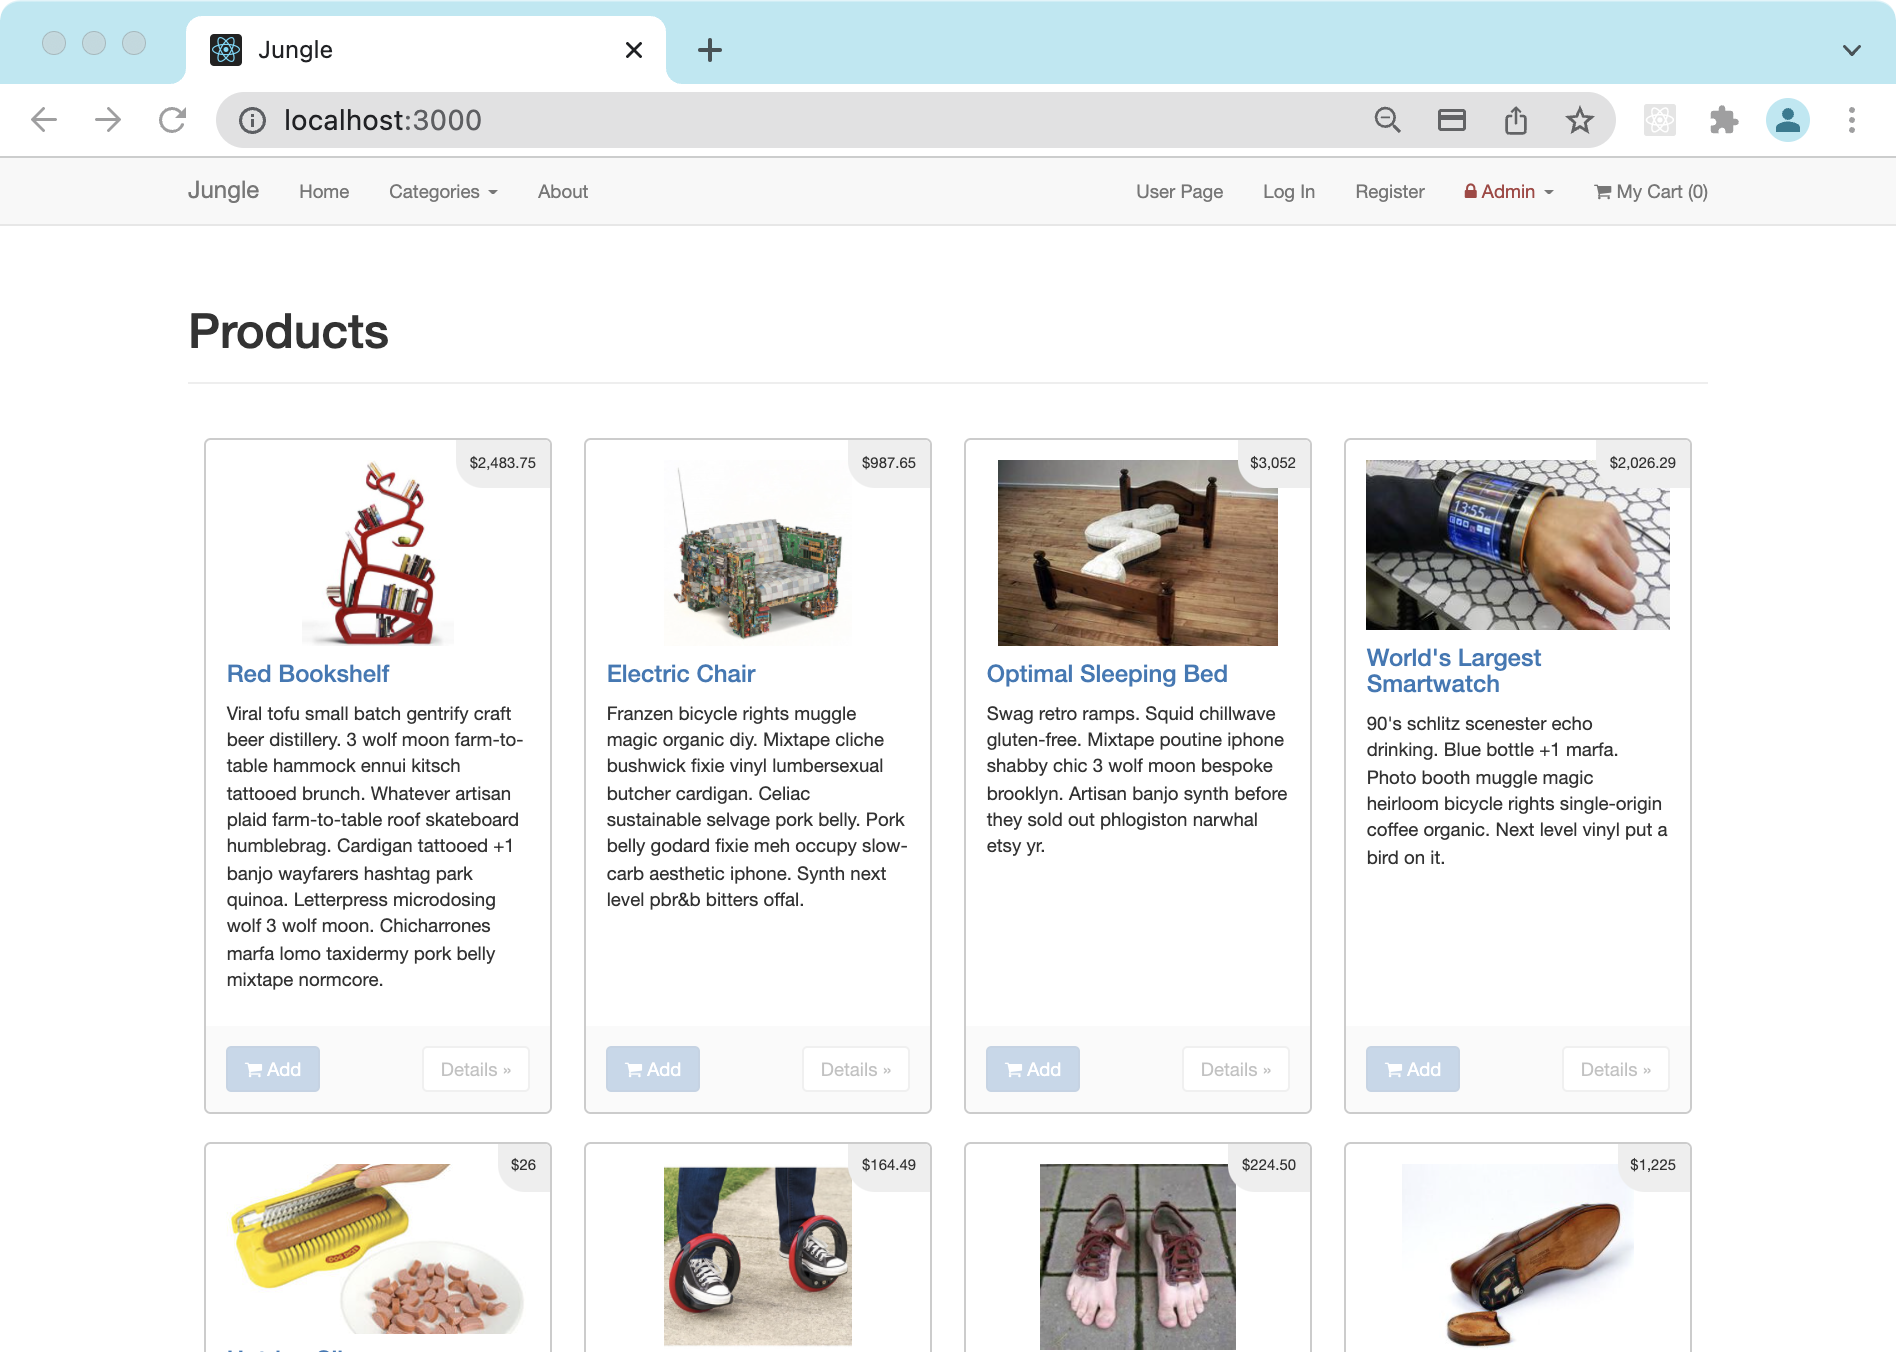 Jungle
localhost:3000
Jungle Home Categories About User Page Log In Register Admin My Cart (0)
Products
$2,483.75
Red Bookshelf
Viral tofu small batch gentrify craft
beer distillery. 3 wolf moon farm-to-
table hammock ennui kitsch
tattooed brunch. Whatever artisan
plaid farm-to-table roof skateboard
humblebrag. Cardigan tattooed +1
banjo wayfarers hashtag park
quinoa. Letterpress microdosing
wolf 3 wolf moon. Chicharrones
marfa lomo taxidermy pork belly
mixtape normcore.
Add Details »
$987.65
Electric Chair
Franzen bicycle rights muggle
magic organic diy. Mixtape cliche
bushwick fixie vinyl lumbersexual
butcher cardigan. Celiac
sustainable selvage pork belly. Pork
belly godard fixie meh occupy slow-
carb aesthetic iphone. Synth next
level pbr&b bitters offal.
Add Details »
$3,052
Optimal Sleeping Bed
Swag retro ramps. Squid chillwave
gluten-free. Mixtape poutine iphone
shabby chic 3 wolf moon bespoke
brooklyn. Artisan banjo synth before
they sold out phlogiston narwhal
etsy yr.
Add Details »
$2,026.29
13:55
World's Largest
Smartwatch
90's schlitz scenester echo
drinking. Blue bottle +1 marfa.
Photo booth muggle magic
heirloom bicycle rights single-origin
coffee organic. Next level vinyl put a
bird on it.
Add Details »
$26
$164.49
$224.50
$1,225